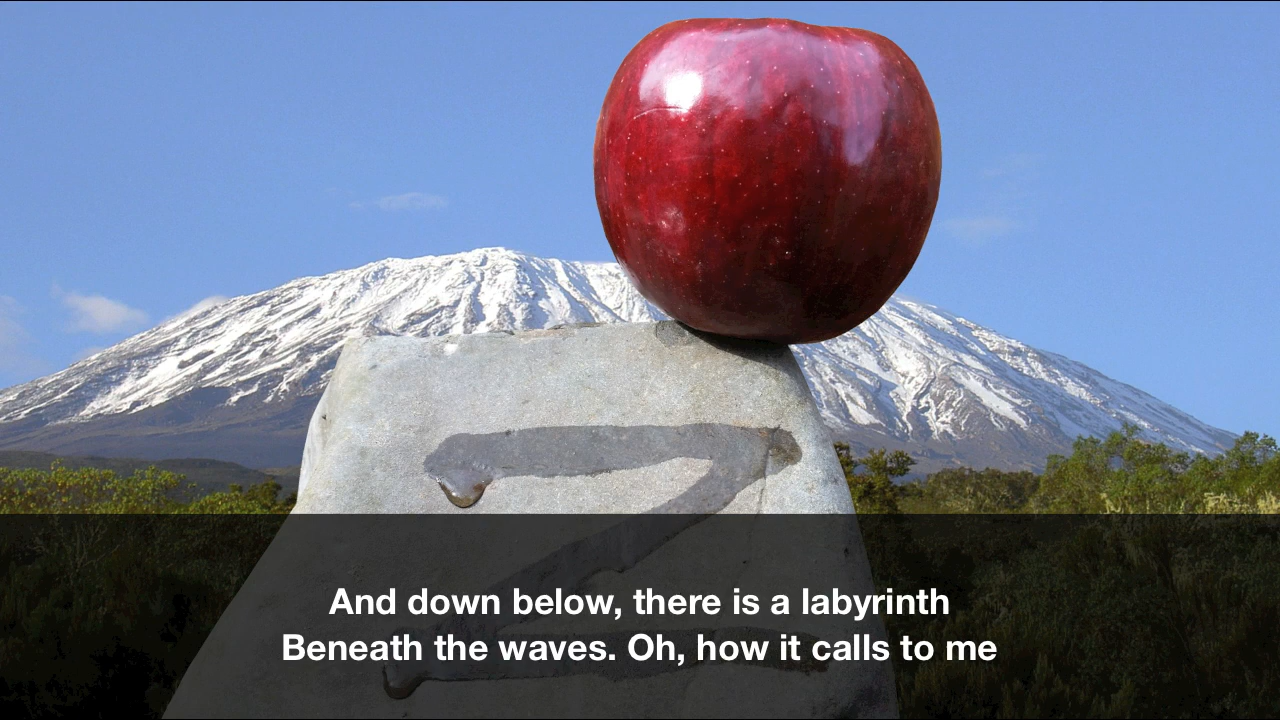 Z
And down below, there is a labyrinth
Beneath the waves. Oh, how it calls to me